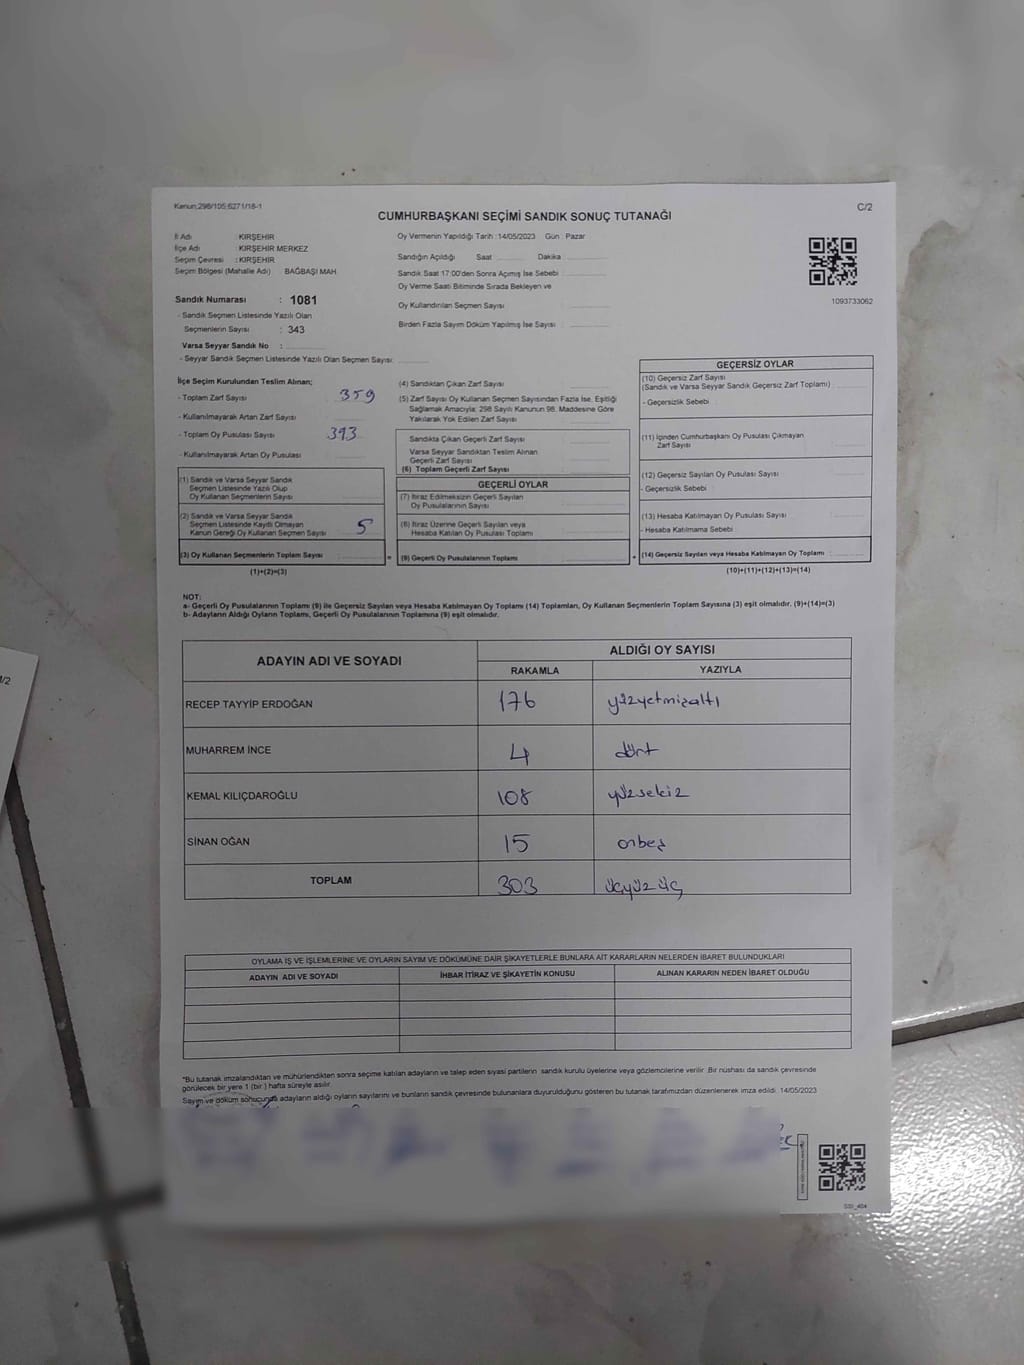 Kanun;298/105;6271/18-1
C/2
CUMHURBAŞKANI SEÇİMİ SANDIK SONUÇ TUTANAĞI
İl Adı : KIRŞEHİR
İlçe Adı : KIRŞEHİR MERKEZ
Seçim Çevresi : KIRŞEHİR
Seçim Bölgesi (Mahalle Adı) BAĞBAŞI MAH.
Sandık Numarası : 1081
- Sandık Seçmen Listesinde Yazılı Olan
Seçmenlerin Sayısı : 343
Varsa Seyyar Sandık No :
- Seyyar Sandık Seçmen Listesinde Yazılı Olan Seçmen Sayısı:
Oy Vermenin Yapıldığı Tarih :14/05/2023 Gün : Pazar
Sandığın Açıldığı Saat Dakika
Sandık Saat 17:00'den Sonra Açımış İse Sebebi :
Oy Verme Saati Bitiminde Sırada Bekleyen ve
Oy Kullandırılan Seçmen Sayısı :
Birden Fazla Sayım Döküm Yapılmış İse Sayısı :
1093733062
İlçe Seçim Kurulundan Teslim Alınan;
- Toplam Zarf Sayısı 359
- Kullanılmayarak Artan Zarf Sayısı
- Toplam Oy Pusulası Sayısı 393
- Kullanılmayarak Artan Oy Pusulası
(1) Sandık ve Varsa Seyyar Sandık
Seçmen Listesinde Yazılı Olup
Oy Kullanan Seçmenlerin Sayısı
(2) Sandık ve Varsa Seyyar Sandık
Seçmen Listesinde Kayıtlı Olmayan
Kanun Gereği Oy Kullanan Seçmen Sayısı 5
(3) Oy Kullanan Seçmenlerin Toplam Sayısı =
(1)+(2)=(3)
(4) Sandıktan Çıkan Zarf Sayısı
(5) Zarf Sayısı Oy Kullanan Seçmen Sayısından Fazla İse, Eşitliği
Sağlamak Amacıyla; 298 Sayılı Kanunun 98. Maddesine Göre
Yakılarak Yok Edilen Zarf Sayısı
Sandıkta Çıkan Geçerli Zarf Sayısı
Varsa Seyyar Sandıktan Teslim Alınan
Geçerli Zarf Sayısı
(6) Toplam Geçerli Zarf Sayısı
GEÇERLİ OYLAR
(7) İtiraz Edilmeksizin Geçerli Sayılan
Oy Pusulalarının Sayısı
(8) İtiraz Üzerine Geçerli Sayılan veya
Hesaba Katılan Oy Pusulası Toplamı
(9) Geçerli Oy Pusulalarının Toplamı +
GEÇERSİZ OYLAR
(10) Geçersiz Zarf Sayısı
(Sandık ve Varsa Seyyar Sandık Geçersiz Zarf Toplamı)
- Geçersizlik Sebebi
(11) İçinden Cumhurbaşkanı Oy Pusulası Çıkmayan
Zarf Sayısı
(12) Geçersiz Sayılan Oy Pusulası Sayısı
- Geçersizlik Sebebi
(13) Hesaba Katılmayan Oy Pusulası Sayısı
- Hesaba Katılmama Sebebi
(14) Geçersiz Sayılan veya Hesaba Katılmayan Oy Toplamı
(10)+(11)+(12)+(13)=(14)
NOT:
a- Geçerli Oy Pusulalarının Toplamı (9) ile Geçersiz Sayılan veya Hesaba Katılmayan Oy Toplamı (14) Toplamları, Oy Kullanan Seçmenlerin Toplam Sayısına (3) eşit olmalıdır. (9)+(14)=(3)
b- Adayların Aldığı Oyların Toplamı, Geçerli Oy Pusulalarının Toplamına (9) eşit olmalıdır.
ADAYIN ADI VE SOYADI
ALDIĞI OY SAYISI
RAKAMLA YAZIYLA
RECEP TAYYİP ERDOĞAN 176 yüzyetmişaltı
MUHARREM İNCE 4 dört
KEMAL KILIÇDAROĞLU 108 yüzsekiz
SİNAN OĞAN 15 onbeş
TOPLAM 303 üçyüzüç
OYLAMA İŞ VE İŞLEMLERİNE VE OYLARIN SAYIM VE DÖKÜMÜNE DAİR ŞİKAYETLERLE BUNLARA AİT KARARLARIN NELERDEN İBARET BULUNDUKLARI
ADAYIN ADI VE SOYADI İHBAR İTİRAZ VE ŞİKAYETİN KONUSU ALINAN KARARIN NEDEN İBARET OLDUĞU
*Bu tutanak imzalandıktan ve mühürlendikten sonra seçime katılan adayların ve talep eden siyasi partilerin sandık kurulu üyelerine veya gözlemcilerine verilir. Bir nüshası da sandık çevresinde
görülecek bir yere 1 (bir ) hafta süreyle asılır.
Sayım ve döküm sonucunda adayların aldığı oyların sayılarını ve bunların sandık çevresinde bulunanlara duyurulduğunu gösteren bu tutanak tarafımızdan düzenlenerek imza edildi. 14/05/2023